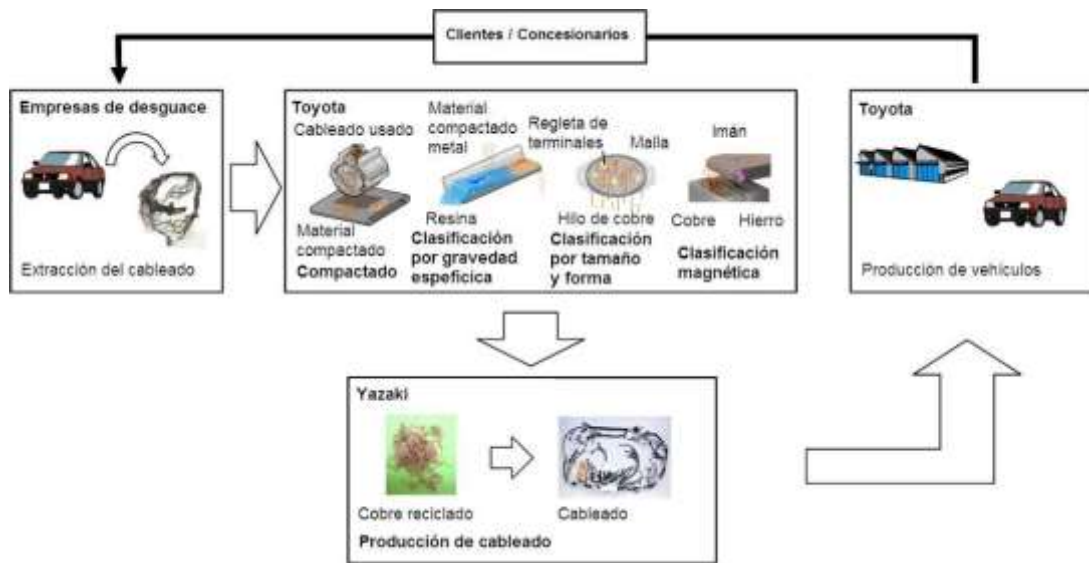 Clientes / Concesionarios
Empresas de desguace
Extracción del cableado
Toyota
Cableado usado
Material compactado
Compactado
Material
compactado
metal
Resina
Clasificación
por gravedad
espefícica
Regleta de
terminales
Malla
Hilo de cobre
Clasificación
por tamaño
y forma
Imán
Cobre
Hierro
Clasificación
magnética
Toyota
Producción de vehículos
Yazaki
Cobre reciclado
Cableado
Producción de cableado